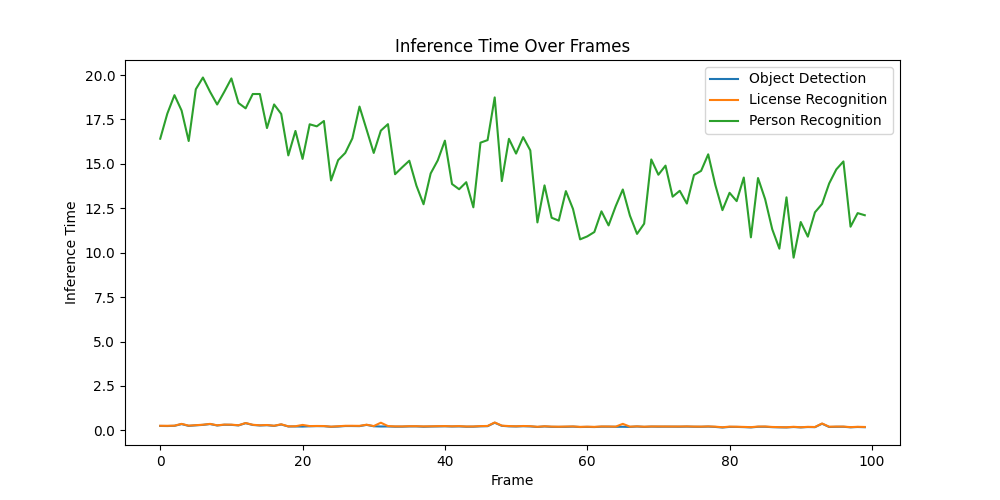 Inference Time Over Frames
Object Detection
License Recognition
Person Recognition
20.0
17.5
15.0
12.5
10.0
7.5
5.0
2.5
0.0
Inference Time
0 20 40 60 80 100
Frame